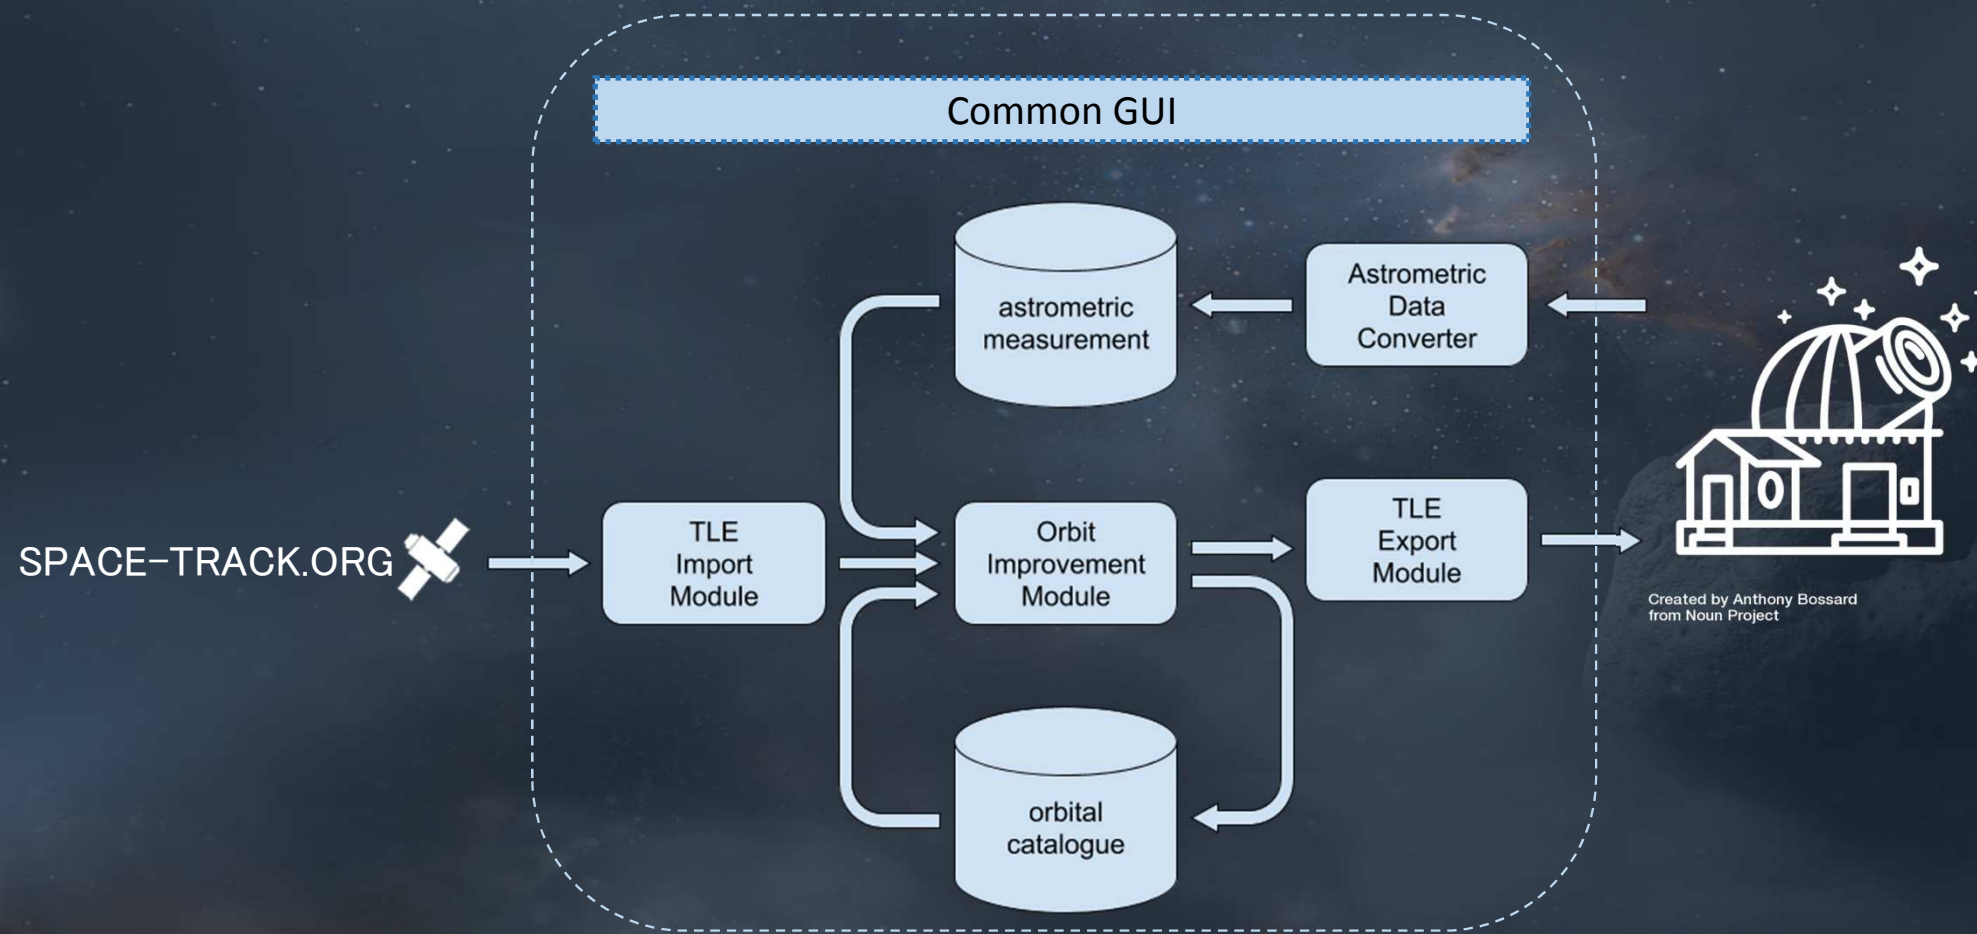 Common GUI
astrometric
measurement
Astrometric
Data
Converter
SPACE-TRACK.ORG
TLE
Import
Module
Orbit
Improvement
Module
TLE
Export
Module
Created by Anthony Bossard
from Noun Project
orbital
catalogue